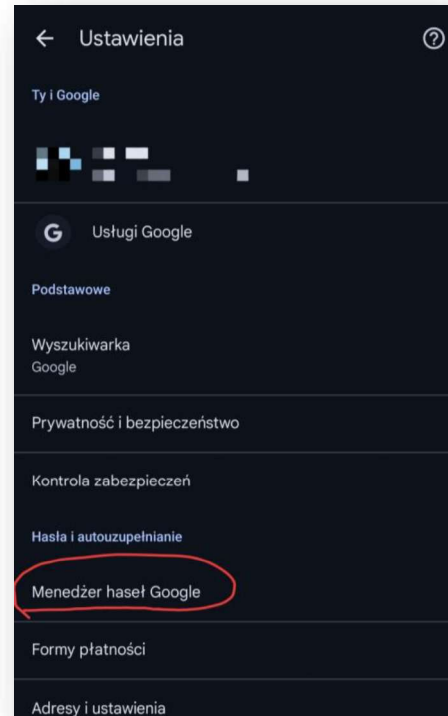 Ustawienia
Ty i Google
G
Usługi Google
Podstawowe
Wyszukiwarka
Google
Prywatność i bezpieczeństwo
Kontrola zabezpieczeń
Hasła i autouzupełnianie
Menedżer haseł Google
Formy płatności
Adresy i ustawienia